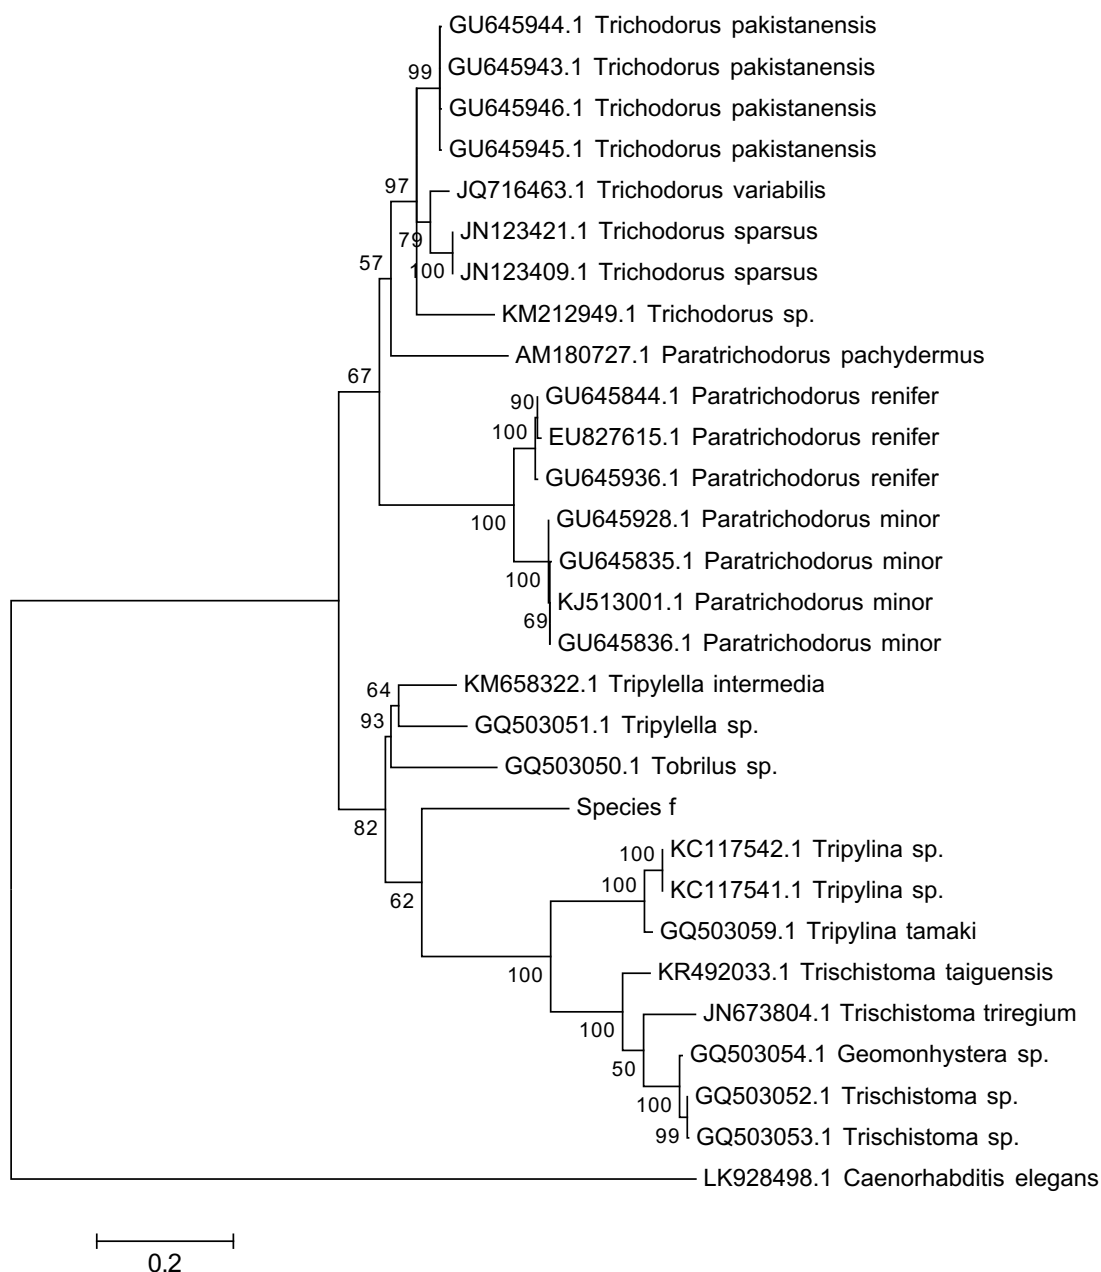 GU645944.1 Trichodorus pakistanensis
99
GU645943.1 Trichodorus pakistanensis
GU645946.1 Trichodorus pakistanensis
GU645945.1 Trichodorus pakistanensis
97
JQ716463.1 Trichodorus variabilis
79
JN123421.1 Trichodorus sparsus
57
100
JN123409.1 Trichodorus sparsus
KM212949.1 Trichodorus sp.
AM180727.1 Paratrichodorus pachydermus
67
90
GU645844.1 Paratrichodorus renifer
100
EU827615.1 Paratrichodorus renifer
GU645936.1 Paratrichodorus renifer
100
GU645928.1 Paratrichodorus minor
GU645835.1 Paratrichodorus minor
100
KJ513001.1 Paratrichodorus minor
69
GU645836.1 Paratrichodorus minor
64
KM658322.1 Tripylella intermedia
93
GQ503051.1 Tripylella sp.
GQ503050.1 Tobrilus sp.
82
Species f
100
KC117542.1 Tripylina sp.
100
KC117541.1 Tripylina sp.
62
GQ503059.1 Tripylina tamaki
100
KR492033.1 Trischistoma taiguensis
100
JN673804.1 Trischistoma triregium
50
GQ503054.1 Geomonhystera sp.
100
GQ503052.1 Trischistoma sp.
99
GQ503053.1 Trischistoma sp.
LK928498.1 Caenorhabditis elegans
0.2